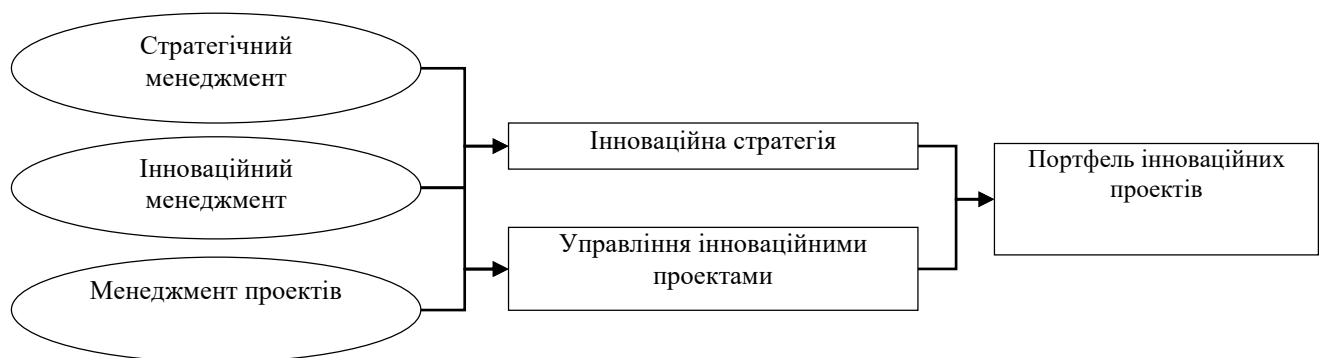 Стратегічний
менеджмент
Інноваційний
менеджмент
Менеджмент проектів
Інноваційна стратегія
Управління інноваційними
проектами
Портфель інноваційних
проектів